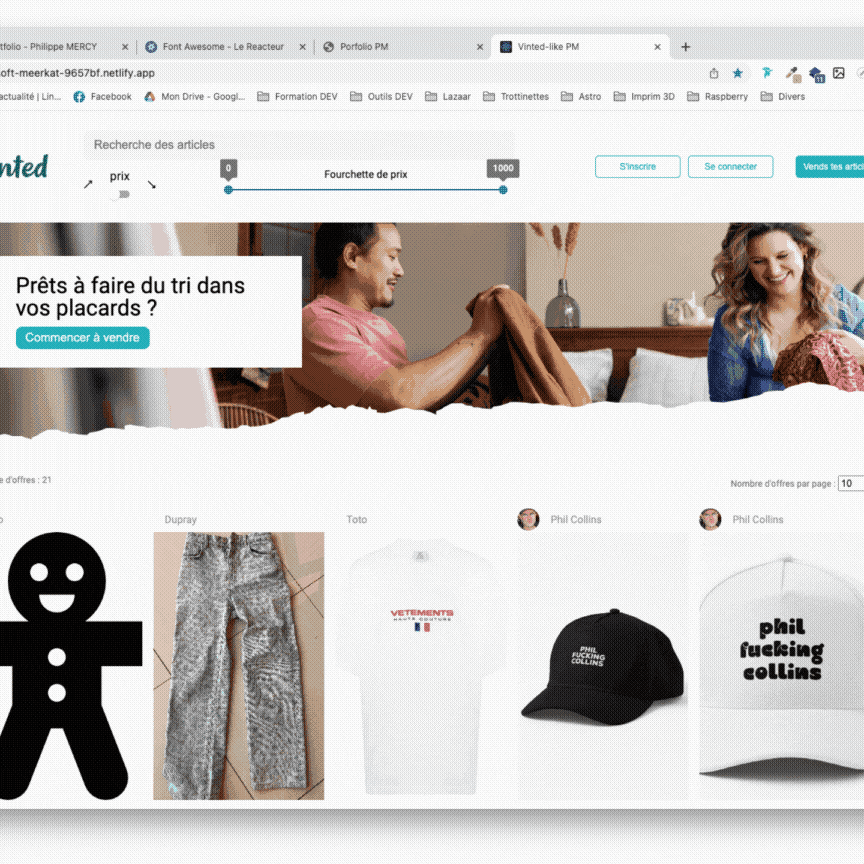 tfolio - Philippe MERCY
Font Awesome - Le Reacteur
Porfolio PM
Vinted-like PM
oft-meerkat-9657bf.netlify.app
actualité | Lin...
Facebook
Mon Drive - Googl...
Formation DEV
Outils DEV
Lazaar
Trottinettes
Astro
Imprim 3D
Raspberry
Divers
nted
Recherche des articles
prix
0
Fourchette de prix
1000
S'inscrire
Se connecter
Vends tes artic
Prêts à faire du tri dans
vos placards ?
Commencer à vendre
e d'offres : 21
Nombre d'offres par page : 10
o
Dupray
Toto
Phil Collins
Phil Collins
VETEMENTS
HAUTE COUTURE
PHIL
FUCKING
COLLINS
phil
fucking
collins